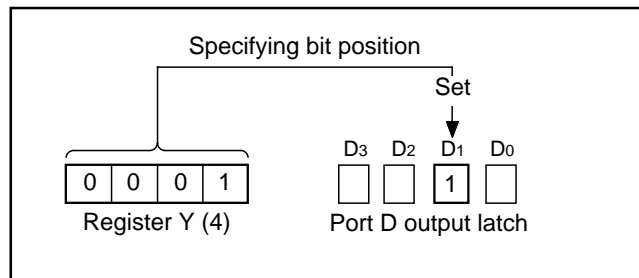 Specifying bit position
Set
D3 D2 D1 D0
0 0 0 1 1
Register Y (4) Port D output latch